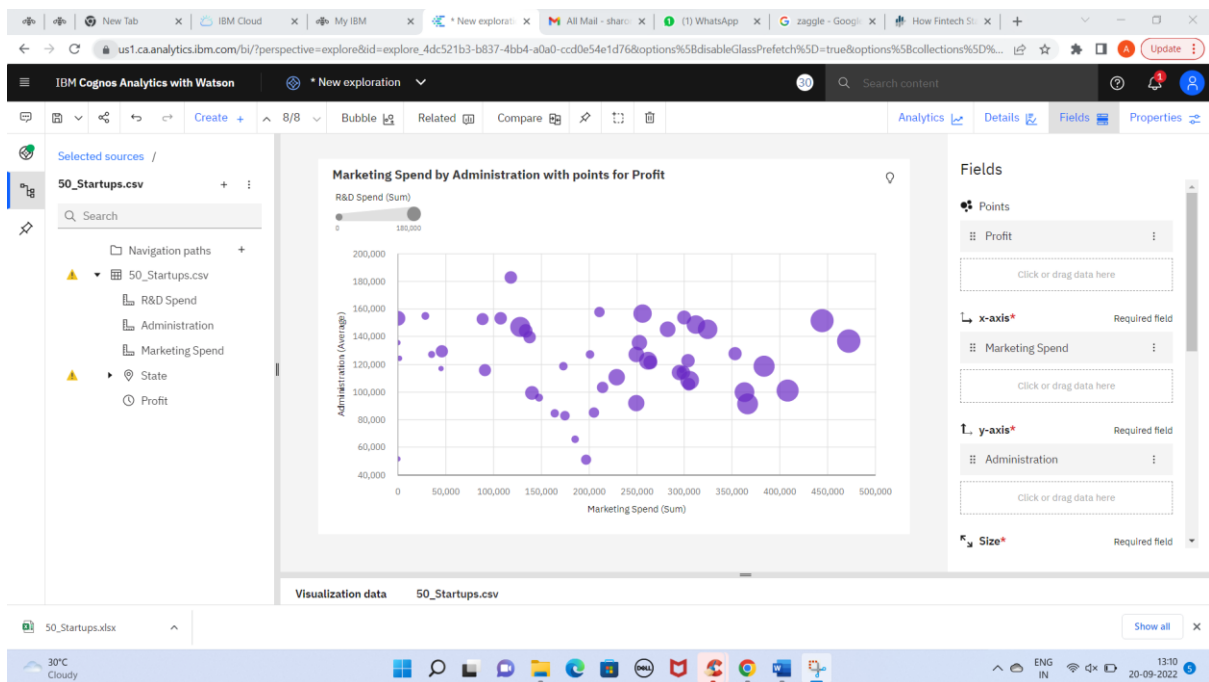 New Tab
IBM Cloud
My IBM
* New explorati
All Mail - sharo
(1) WhatsApp
zaggle - Google
How Fintech St
us1.ca.analytics.ibm.com/bi/?perspective=explore&id=explore_4dc521b3-b837-4bb4-a0a0-ccd0e54e1d76&options%5BdisableGlassPrefetch%5D=true&options%5Bcollections%5D%...
A
Update
IBM Cognos Analytics with Watson
* New exploration
30
Search content
1
Create +
8/8
Bubble
Related
Compare
Analytics
Details
Fields
Properties
Selected sources /
50_Startups.csv
Search
Navigation paths
50_Startups.csv
R&D Spend
Administration
Marketing Spend
State
Profit
Marketing Spend by Administration with points for Profit
R&D Spend (Sum)
0 180,000
200,000
180,000
160,000
140,000
120,000
100,000
80,000
60,000
40,000
Administration (Average)
0 50,000 100,000 150,000 200,000 250,000 300,000 350,000 400,000 450,000 500,000
Marketing Spend (Sum)
Fields
Points
Profit
Click or drag data here
x-axis* Required field
Marketing Spend
Click or drag data here
y-axis* Required field
Administration
Click or drag data here
Size* Required field
Visualization data 50_Startups.csv
50_Startups.xlsx
Show all
30°C
Cloudy
DELL
ENG
IN
13:10
20-09-2022
5